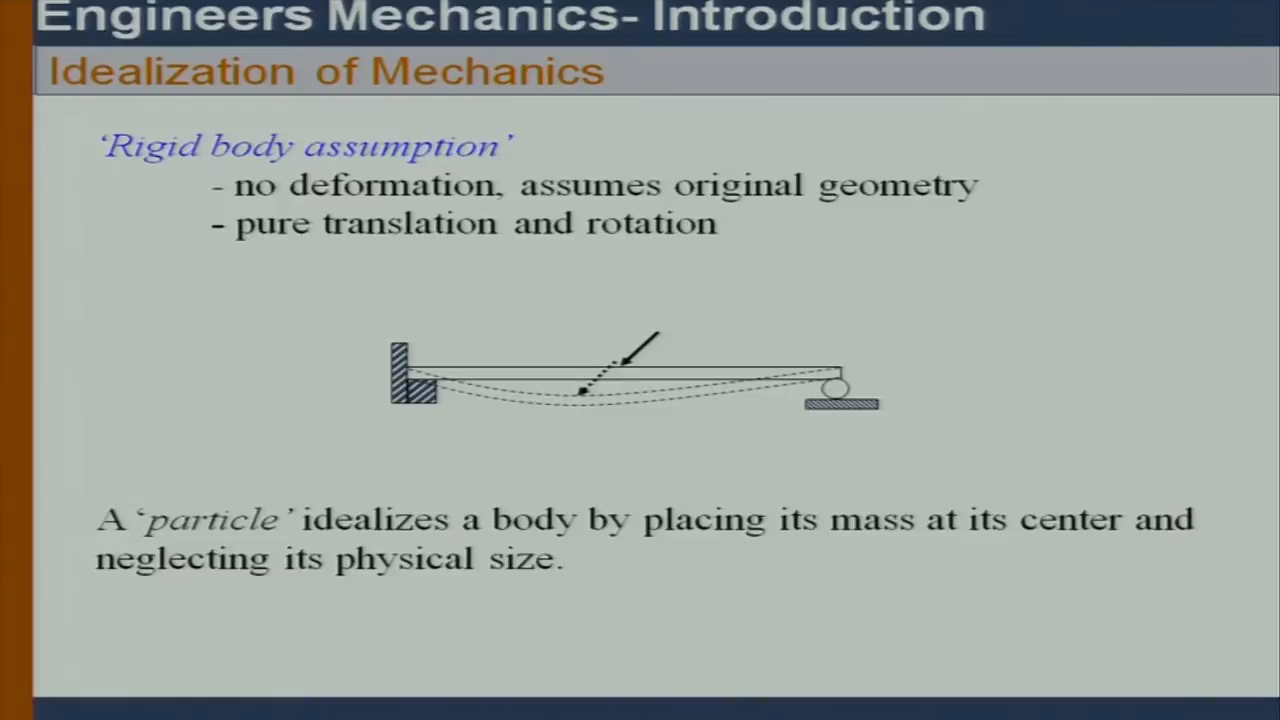 Engineers Mechanics- Introduction
Idealization of Mechanics
‘Rigid body assumption’
- no deformation, assumes original geometry
- pure translation and rotation
A ‘particle’ idealizes a body by placing its mass at its center and
neglecting its physical size.